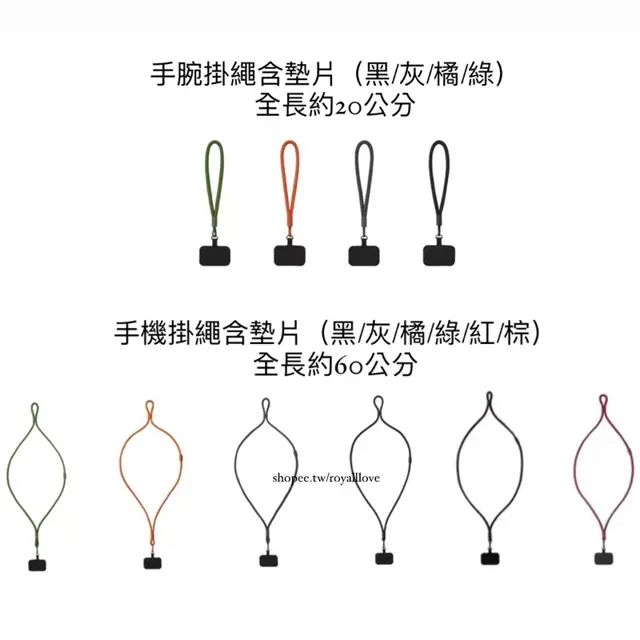 手腕掛繩含墊片（黑/灰/橘/綠）
全長約20公分
手機掛繩含墊片（黑/灰/橘/綠/紅/棕）
全長約60公分
shopee.tw/royalllove